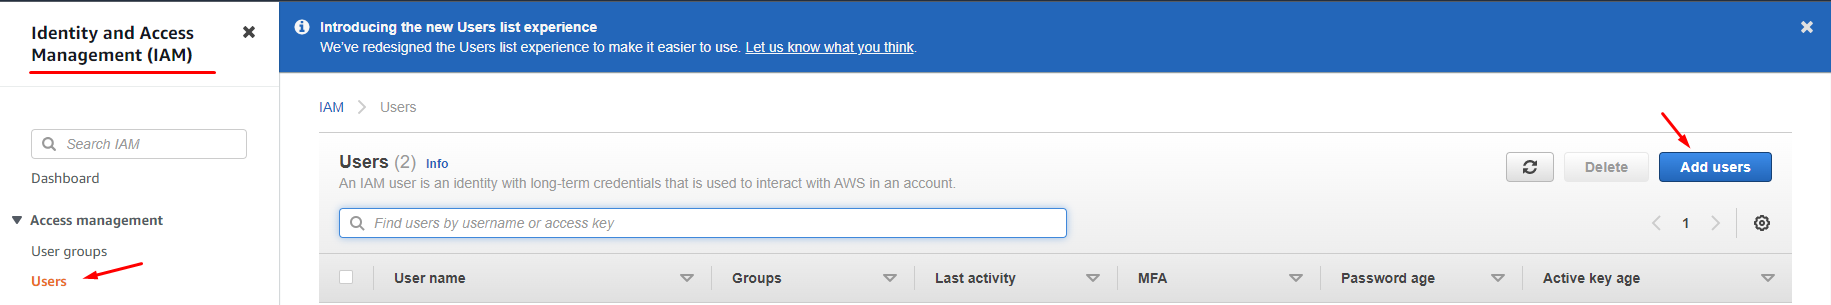 Identity and Access
Management (IAM)
Search IAM
Dashboard
Access management
User groups
Users
Introducing the new Users list experience
We've redesigned the Users list experience to make it easier to use. Let us know what you think.
IAM Users
Users (2) Info
An IAM user is an identity with long-term credentials that is used to interact with AWS in an account.
Delete
Add users
Find users by username or access key
1
User name Groups Last activity MFA Password age Active key age